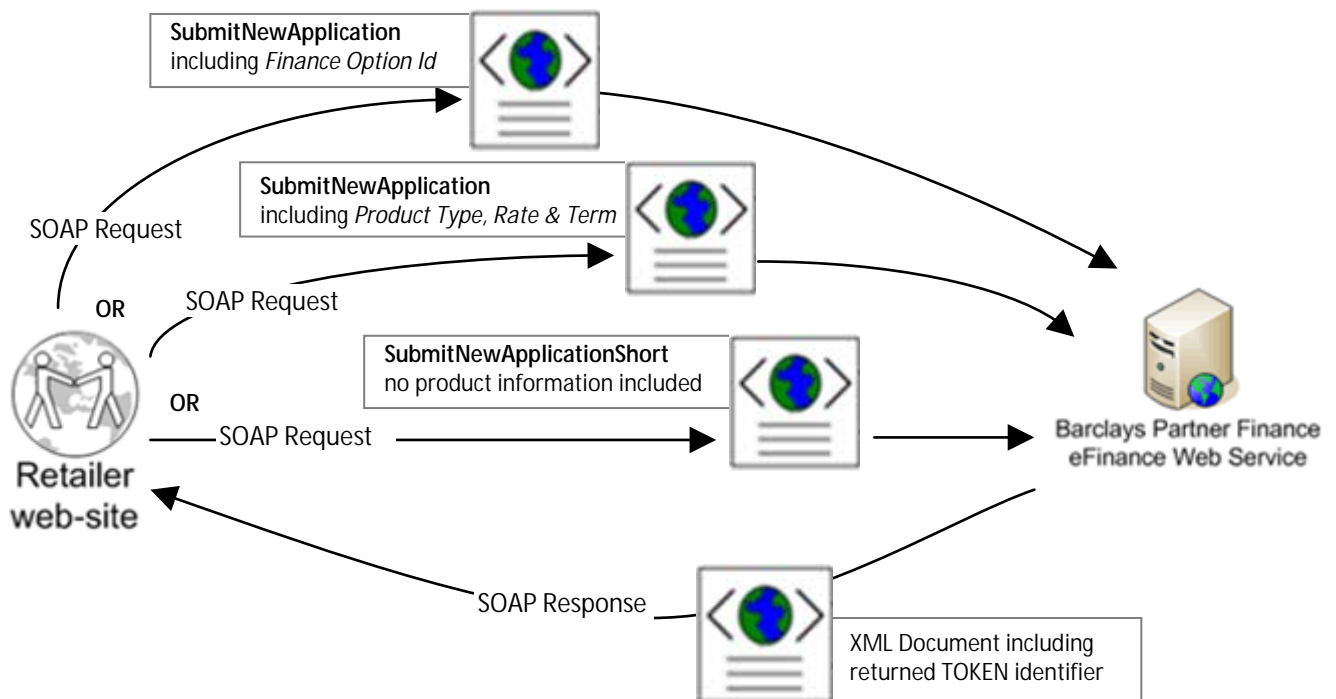 SubmitNewApplication
including Finance Option Id
SubmitNewApplication
including Product Type, Rate & Term
SOAP Request
OR
SOAP Request
SubmitNewApplicationShort
no product information included
OR
SOAP Request
Retailer
web-site
Barclays Partner Finance
eFinance Web Service
SOAP Response
XML Document including
returned TOKEN identifier